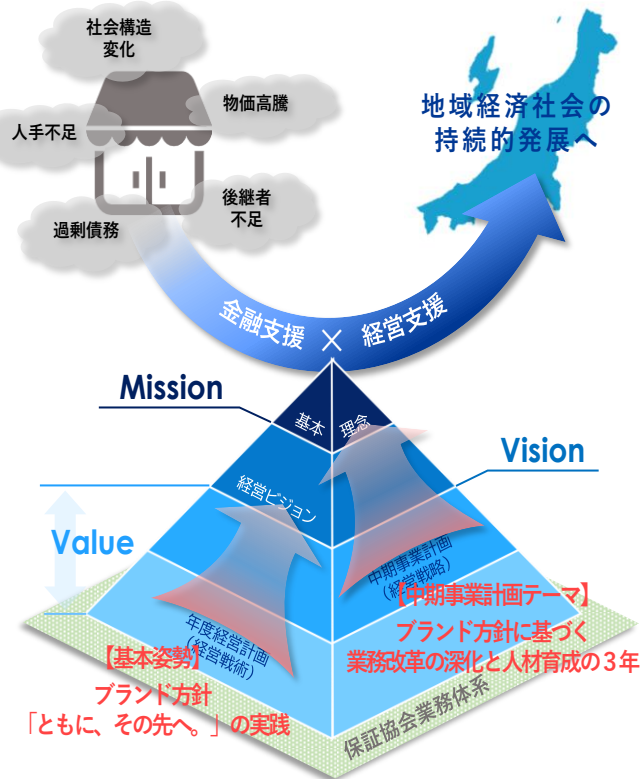 社会構造
変化
物価高騰
人手不足
後継者
不足
過剰債務
地域経済社会の
持続的発展へ
金融支援 × 経営支援
Mission
基本 理念
Vision
経営ビジョン
Value
中期事業計画
（経営戦略）
【中期事業計画テーマ】
ブランド方針に基づく
業務改革の深化と人材育成の３年
年度経営計画
（経営戦術）
【基本姿勢】
ブランド方針
「ともに、その先へ。」の実践
保証協会業務体系